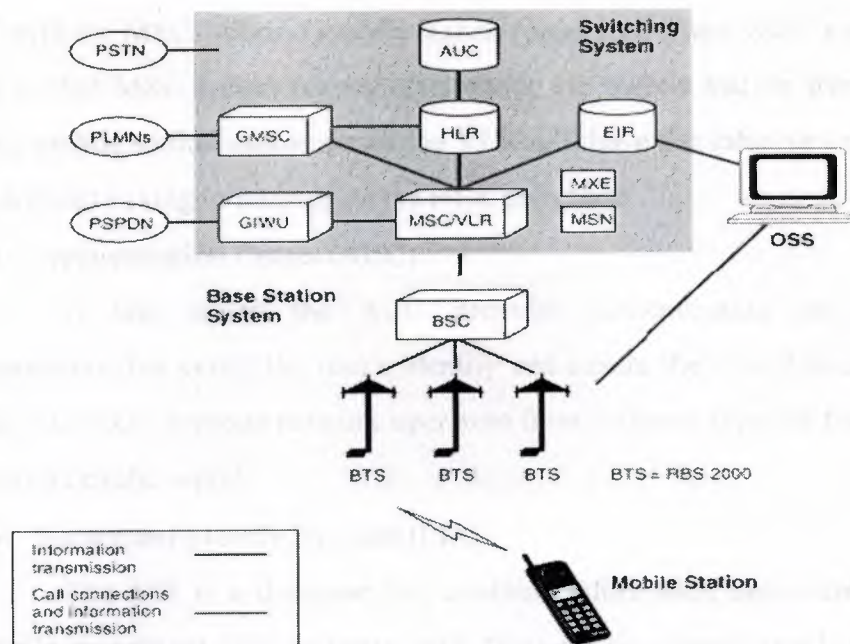 Switching
System
PSTN
AUC
PLMNs
GMSC
HLR
EIR
MXE
PSPDN
GIWU
MSC/VLR
MSN
OSS
Base Station
System
BSC
BTS
BTS
BTS
BTS = RBS 2000
Information
transmission
Call connections
and information
transmission
Mobile Station